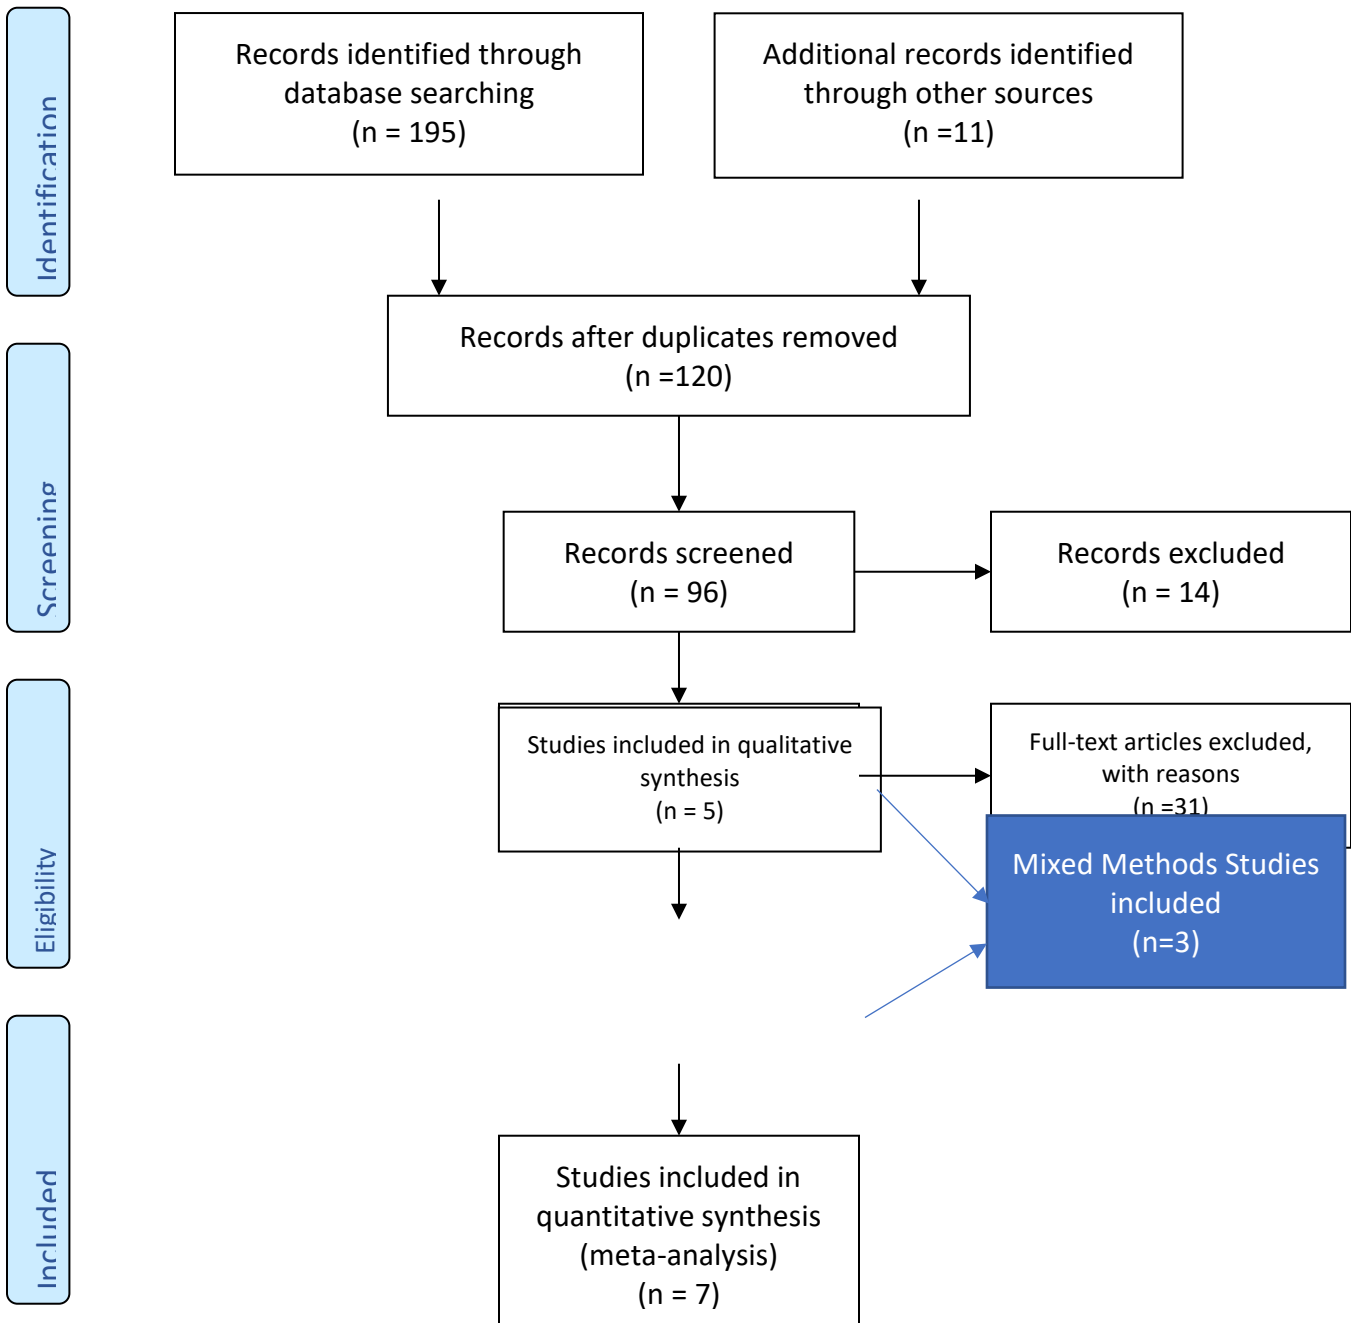 Identification
Records identified through
database searching
(n = 195)
Additional records identified
through other sources
(n =11)
Records after duplicates removed
(n =120)
Screening
Records screened
(n = 96)
Records excluded
(n = 14)
Eligibility
Studies included in qualitative
synthesis
(n = 5)
Full-text articles excluded,
with reasons
(n =31)
Mixed Methods Studies
included
(n=3)
Included
Studies included in
quantitative synthesis
(meta-analysis)
(n = 7)